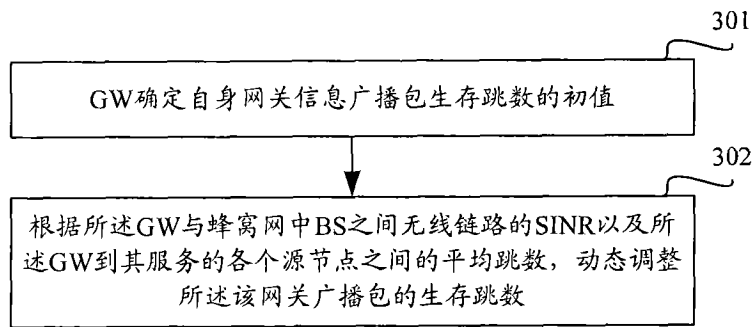 301
GW确定自身网关信息广播包生存跳数的初值
302
根据所述GW与蜂窝网中BS之间无线链路的SINR以及所
述GW到其服务的各个源节点之间的平均跳数，动态调整
所述该网关广播包的生存跳数